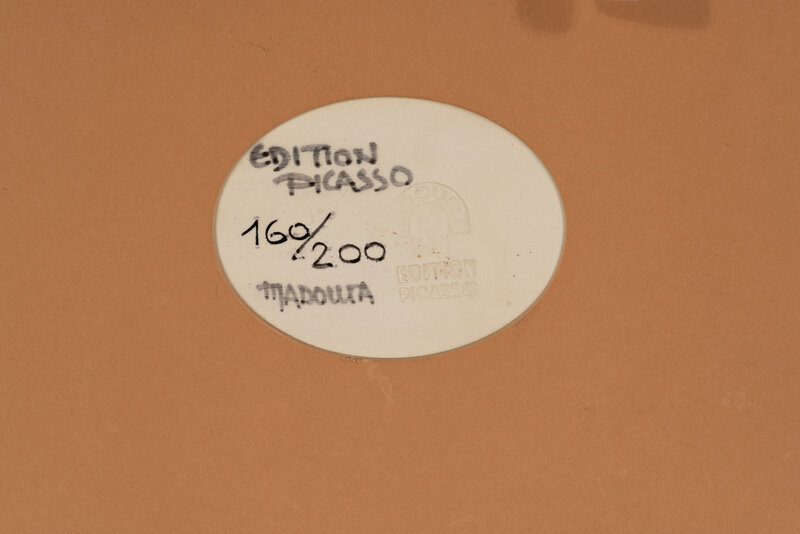 EDITION
PICASSO
160/200
MADOURA
EDITION
PICASSO